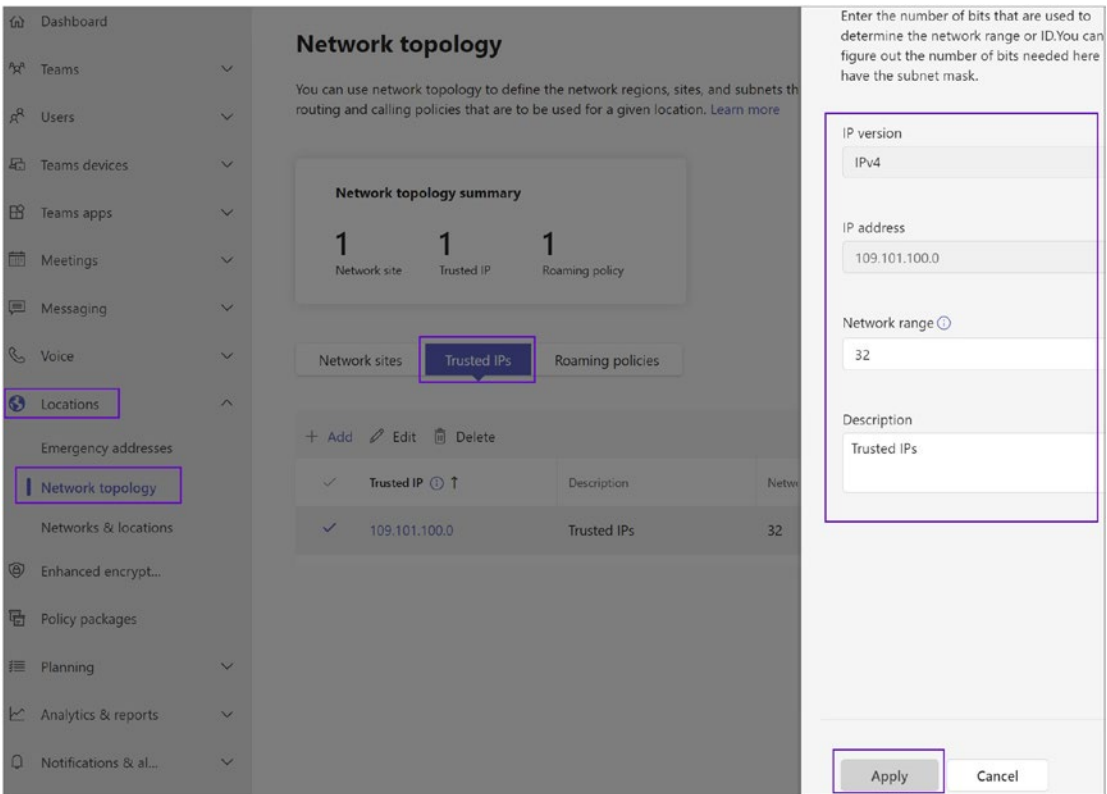 Dashboard
Teams
Users
Teams devices
Teams apps
Meetings
Messaging
Voice
Locations
Emergency addresses
Network topology
Networks & locations
Enhanced encrypt...
Policy packages
Planning
Analytics & reports
Notifications & al...
Network topology
You can use network topology to define the network regions, sites, and subnets th
routing and calling policies that are to be used for a given location. Learn more
Network topology summary
1 1 1
Network site Trusted IP Roaming policy
Network sites Trusted IPs Roaming policies
+ Add Edit Delete
Trusted IP Description Netwo
109.101.100.0 Trusted IPs 32
Enter the number of bits that are used to
determine the network range or ID.You can
figure out the number of bits needed here
have the subnet mask.
IP version
IPv4
IP address
109.101.100.0
Network range
32
Description
Trusted IPs
Apply Cancel